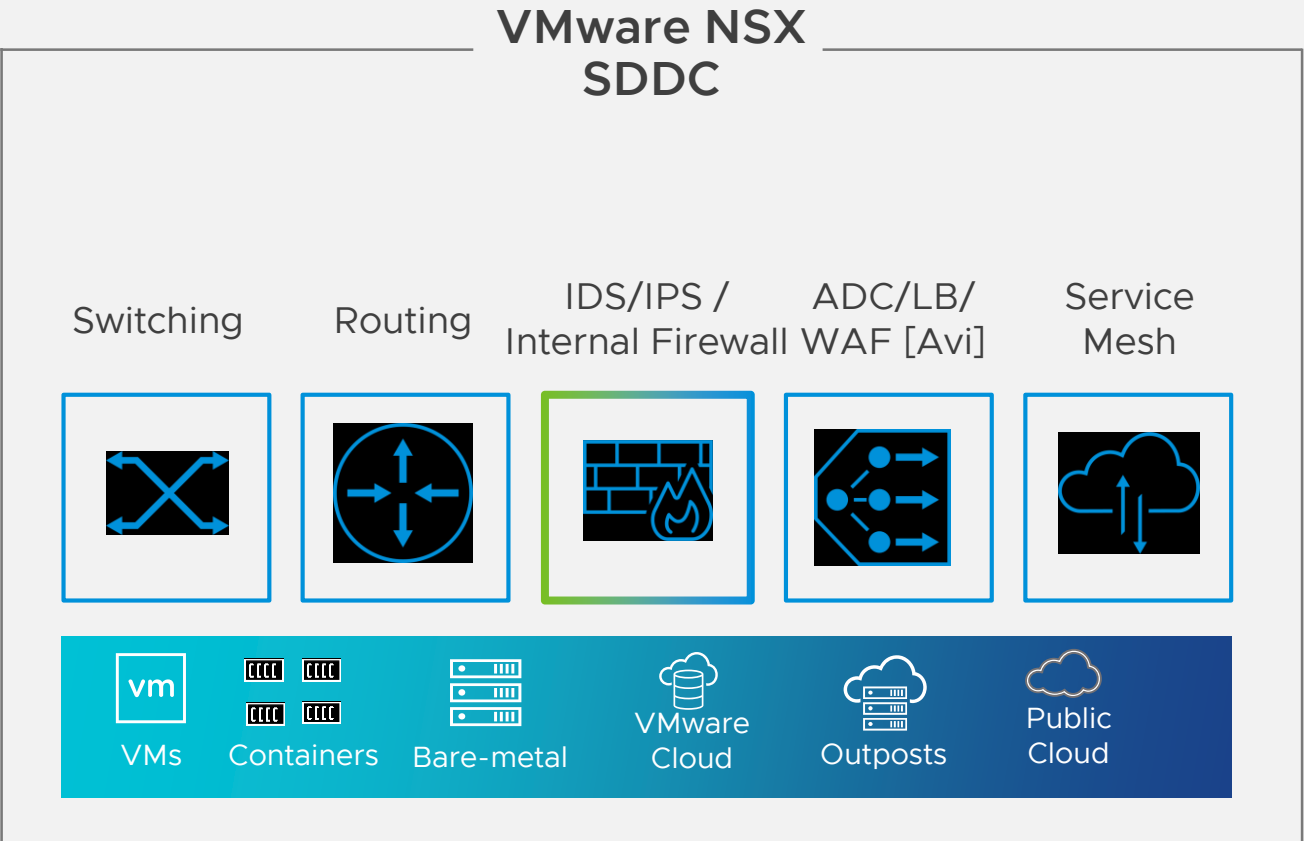 VMware NSX
SDDC
Switching
Routing
IDS/IPS /
Internal Firewall
ADC/LB/
WAF [Avi]
Service
Mesh
vm
VMs
Containers
Bare-metal
VMware
Cloud
Outposts
Public
Cloud